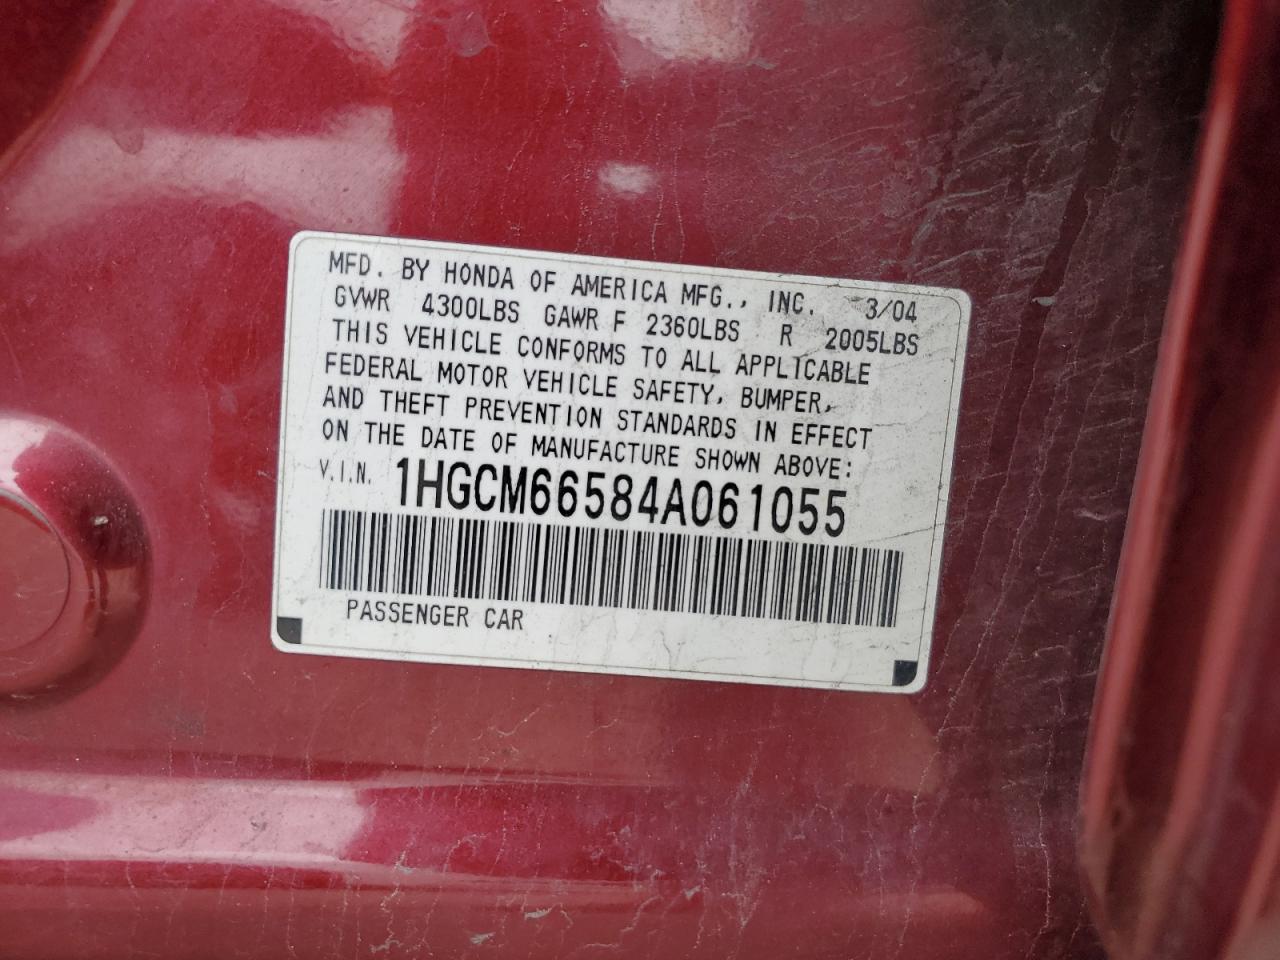 MFD. BY HONDA OF AMERICA MFG., INC. 3/04
GVWR 4300LBS GAWR F 2360LBS R 2005LBS
THIS VEHICLE CONFORMS TO ALL APPLICABLE
FEDERAL MOTOR VEHICLE SAFETY, BUMPER,
AND THEFT PREVENTION STANDARDS IN EFFECT
ON THE DATE OF MANUFACTURE SHOWN ABOVE:
V.I.N. 1HGCM66584A061055
PASSENGER CAR